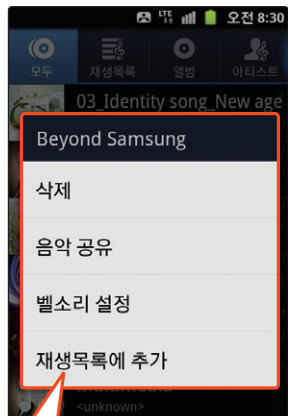 LTE 오전 8:30
모두 재생목록 앨범 아티스트
03_Identity song_New age
Beyond Samsung
삭제
음악 공유
벨소리 설정
재생목록에 추가
<unknown>